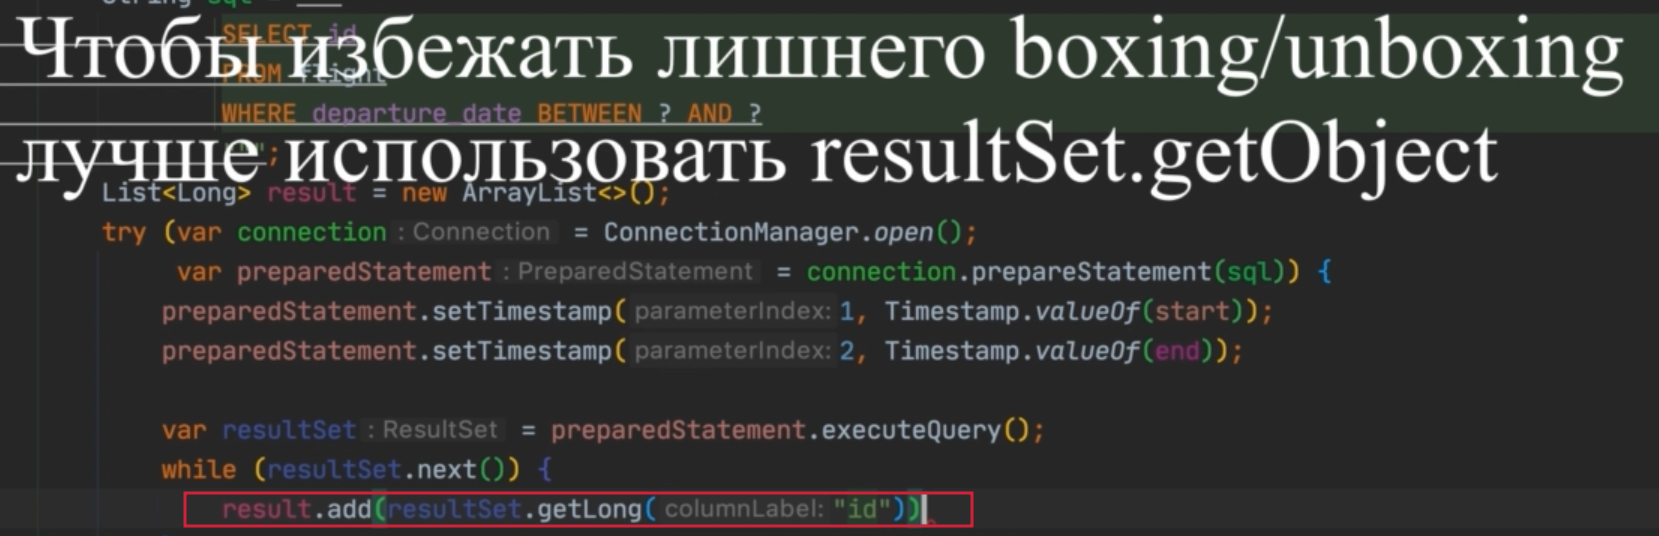 String sql = """
SELECT id
Чтобы избежать лишнего boxing/unboxing
FROM flight
WHERE departure_date BETWEEN ? AND ?
лучше использовать resultSet.getObject
""";
List<Long> result = new ArrayList<>();
try (var connection : Connection = ConnectionManager.open();
var preparedStatement : PreparedStatement = connection.prepareStatement(sql)) {
preparedStatement.setTimestamp( parameterIndex: 1, Timestamp.valueOf(start));
preparedStatement.setTimestamp( parameterIndex: 2, Timestamp.valueOf(end));
var resultSet : ResultSet = preparedStatement.executeQuery();
while (resultSet.next()) {
result.add(resultSet.getLong( columnLabel: "id"))